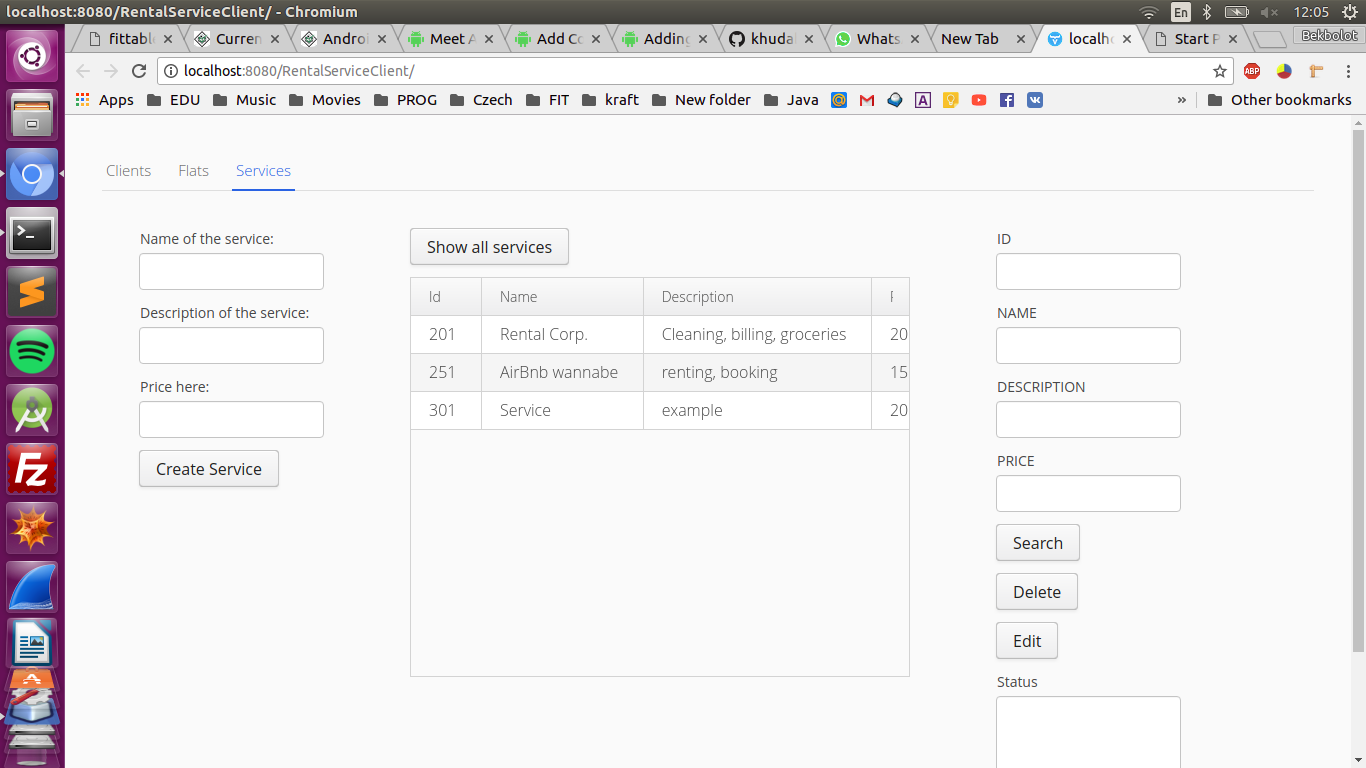 localhost:8080/RentalServiceClient/ - Chromium
En
12:05
fittabl
Curren
Androi
Meet A
Add Co
Adding
khudai
Whats
New Tab
localho
Start P
Bekbolot
localhost:8080/RentalServiceClient/
ABP
Apps
EDU
Music
Movies
PROG
Czech
FIT
kraft
New folder
Java
»
Other bookmarks
Clients
Flats
Services
Name of the service:
Description of the service:
Price here:
Create Service
Show all services
Id Name Description
201 Rental Corp. Cleaning, billing, groceries 20
251 AirBnb wannabe renting, booking 15
301 Service example 20
ID
NAME
DESCRIPTION
PRICE
Search
Delete
Edit
Status